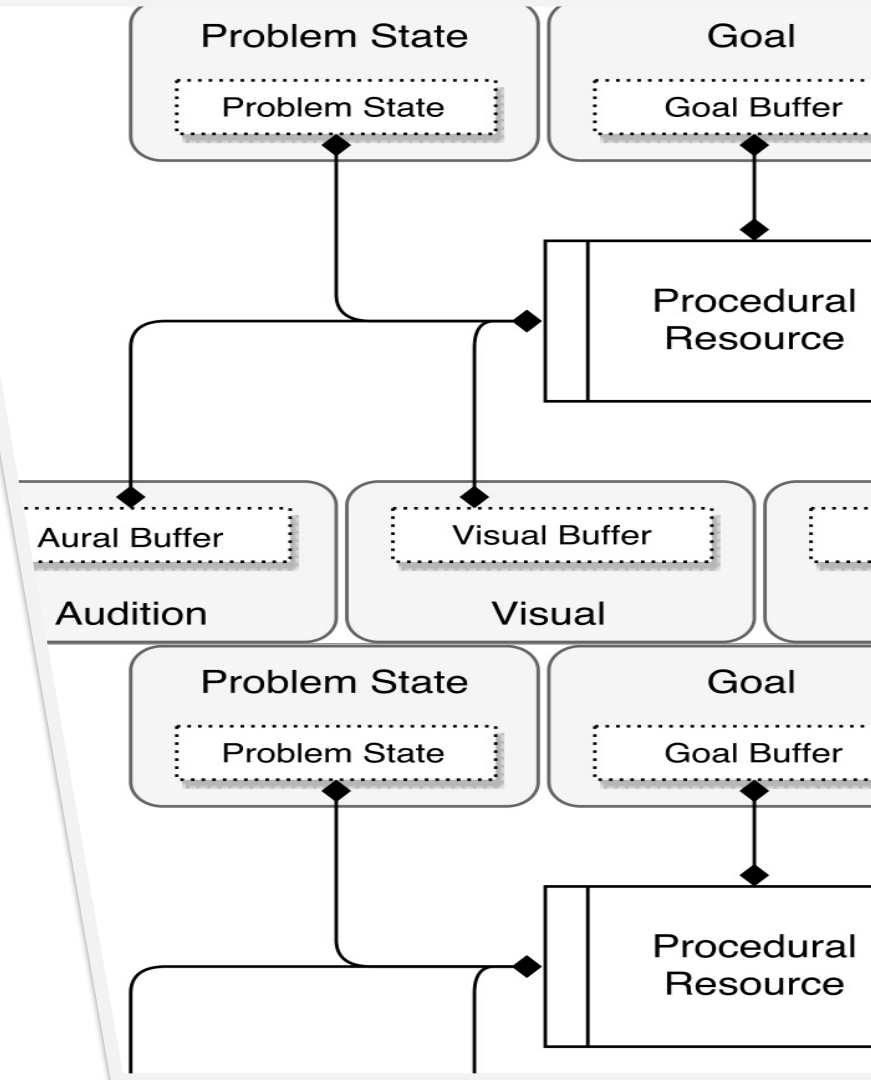 Problem State
Goal
Problem State
Goal Buffer
Procedural
Resource
Aural Buffer
Visual Buffer
Audition
Visual
Problem State
Goal
Problem State
Goal Buffer
Procedural
Resource